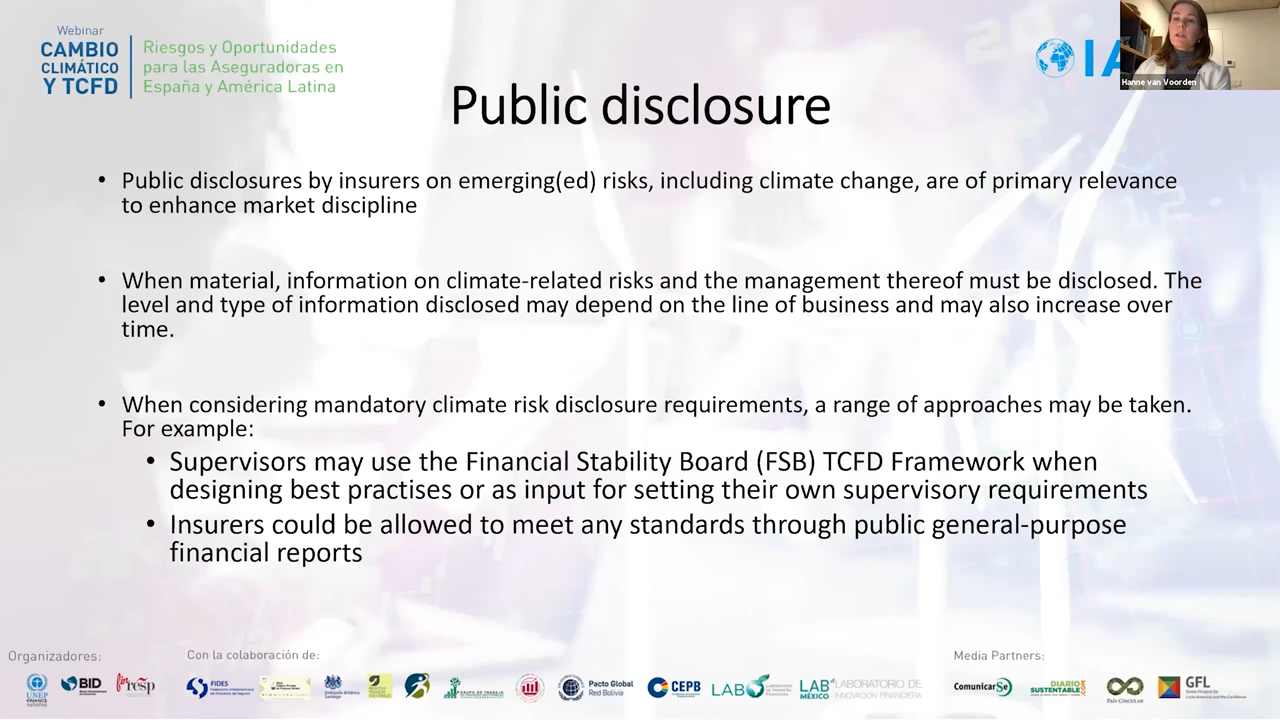 Webinar
CAMBIO
CLIMÁTICO
Y TCFD
Riesgos y Oportunidades
para las Aseguradoras en
España y América Latina
IA
Hanne van Voorden
Public disclosure
• Public disclosures by insurers on emerging(ed) risks, including climate change, are of primary relevance
to enhance market discipline
• When material, information on climate-related risks and the management thereof must be disclosed. The
level and type of information disclosed may depend on the line of business and may also increase over
time.
• When considering mandatory climate risk disclosure requirements, a range of approaches may be taken.
For example:
• Supervisors may use the Financial Stability Board (FSB) TCFD Framework when
designing best practises or as input for setting their own supervisory requirements
• Insurers could be allowed to meet any standards through public general-purpose
financial reports
Organizadores:
Con la colaboración de:
Media Partners:
BID
FIDES
Pacto Global
Red Bolivia
CEPB
LAB
LAB
MÉXICO
LABORATORIO DE
INNOVACIÓN FINANCIERA
ComunicarSe
DIARIO
SUSTENTABLE.COM
PAÍS CIRCULAR
GFL